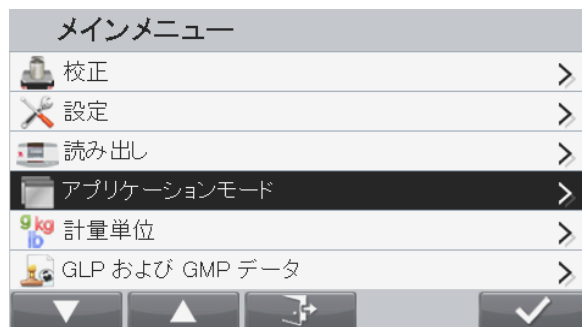 メインメニュー
校正
設定
読み出し
アプリケーションモード
g kg lb 計量単位
GLP および GMP データ